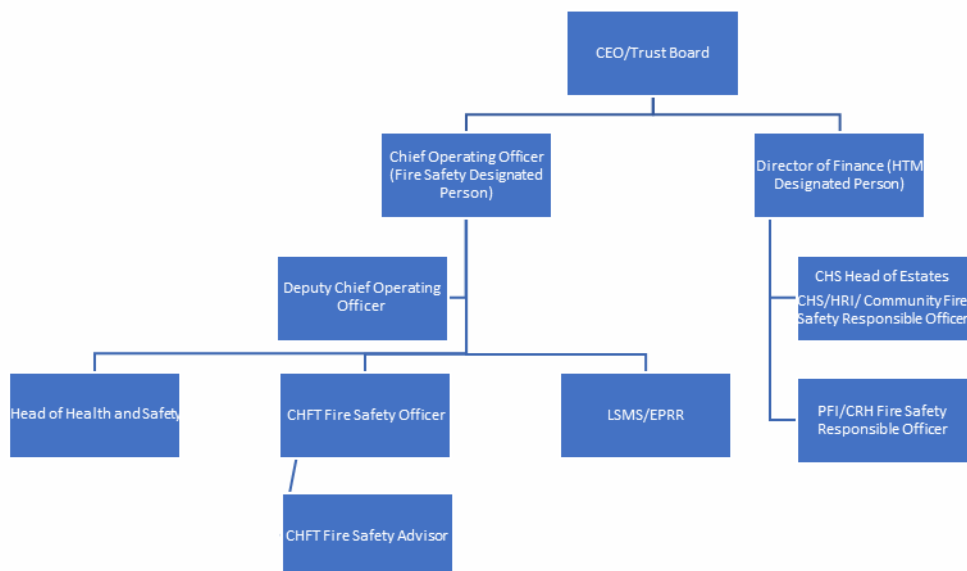 CEO/Trust Board
Chief Operating Officer
(Fire Safety Designated
Person)
Director of Finance (HTM
Designated Person)
Deputy Chief Operating
Officer
CHS Head of Estates
CHS/HRI/ Community Fire
Safety Responsible Officer
Head of Health and Safety
CHFT Fire Safety Officer
LSMS/EPRR
PFI/CRH Fire Safety
Responsible Officer
CHFT Fire Safety Advisor